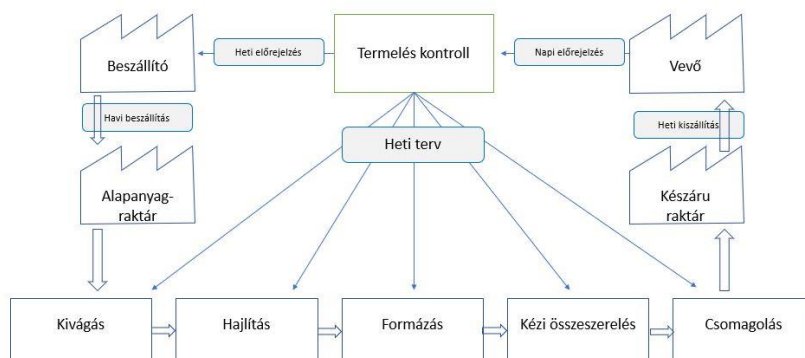 Beszállító
Heti előrejelzés
Termelés kontroll
Napi előrejelzés
Vevő
Havi beszállítás
Heti terv
Heti kiszállítás
Alapanyag-
raktár
Készáru
raktár
Kivágás
Hajlítás
Formázás
Kézi összeszerelés
Csomagolás